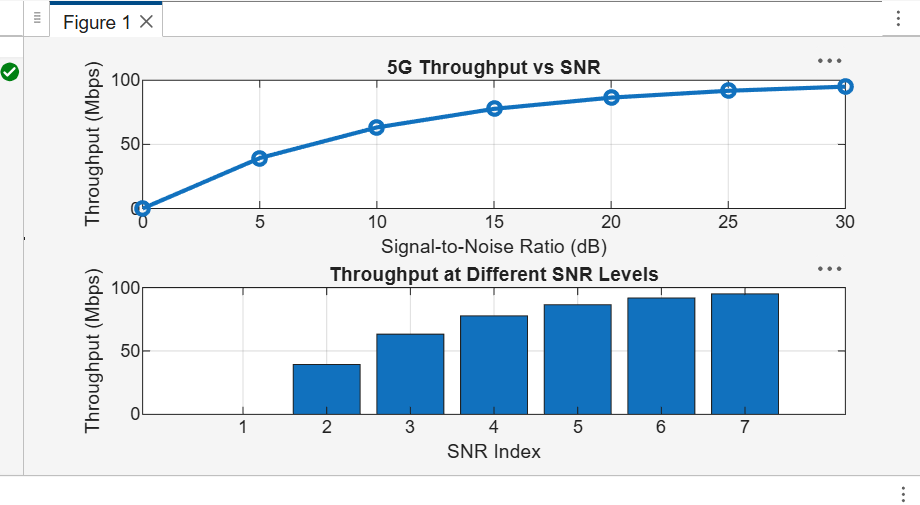 Figure 1
5G Throughput vs SNR
Throughput (Mbps)
100
50
0
0 5 10 15 20 25 30
Signal-to-Noise Ratio (dB)
Throughput at Different SNR Levels
Throughput (Mbps)
100
50
0
1 2 3 4 5 6 7
SNR Index